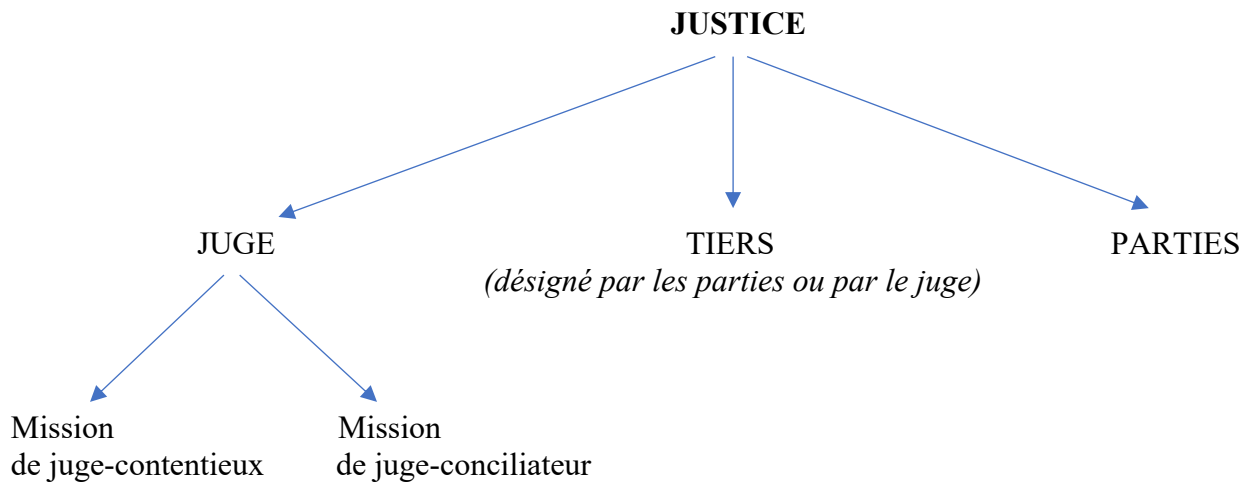 JUSTICE
JUGE
TIERS
PARTIES
(désigné par les parties ou par le juge)
Mission
de juge-contentieux
Mission
de juge-conciliateur